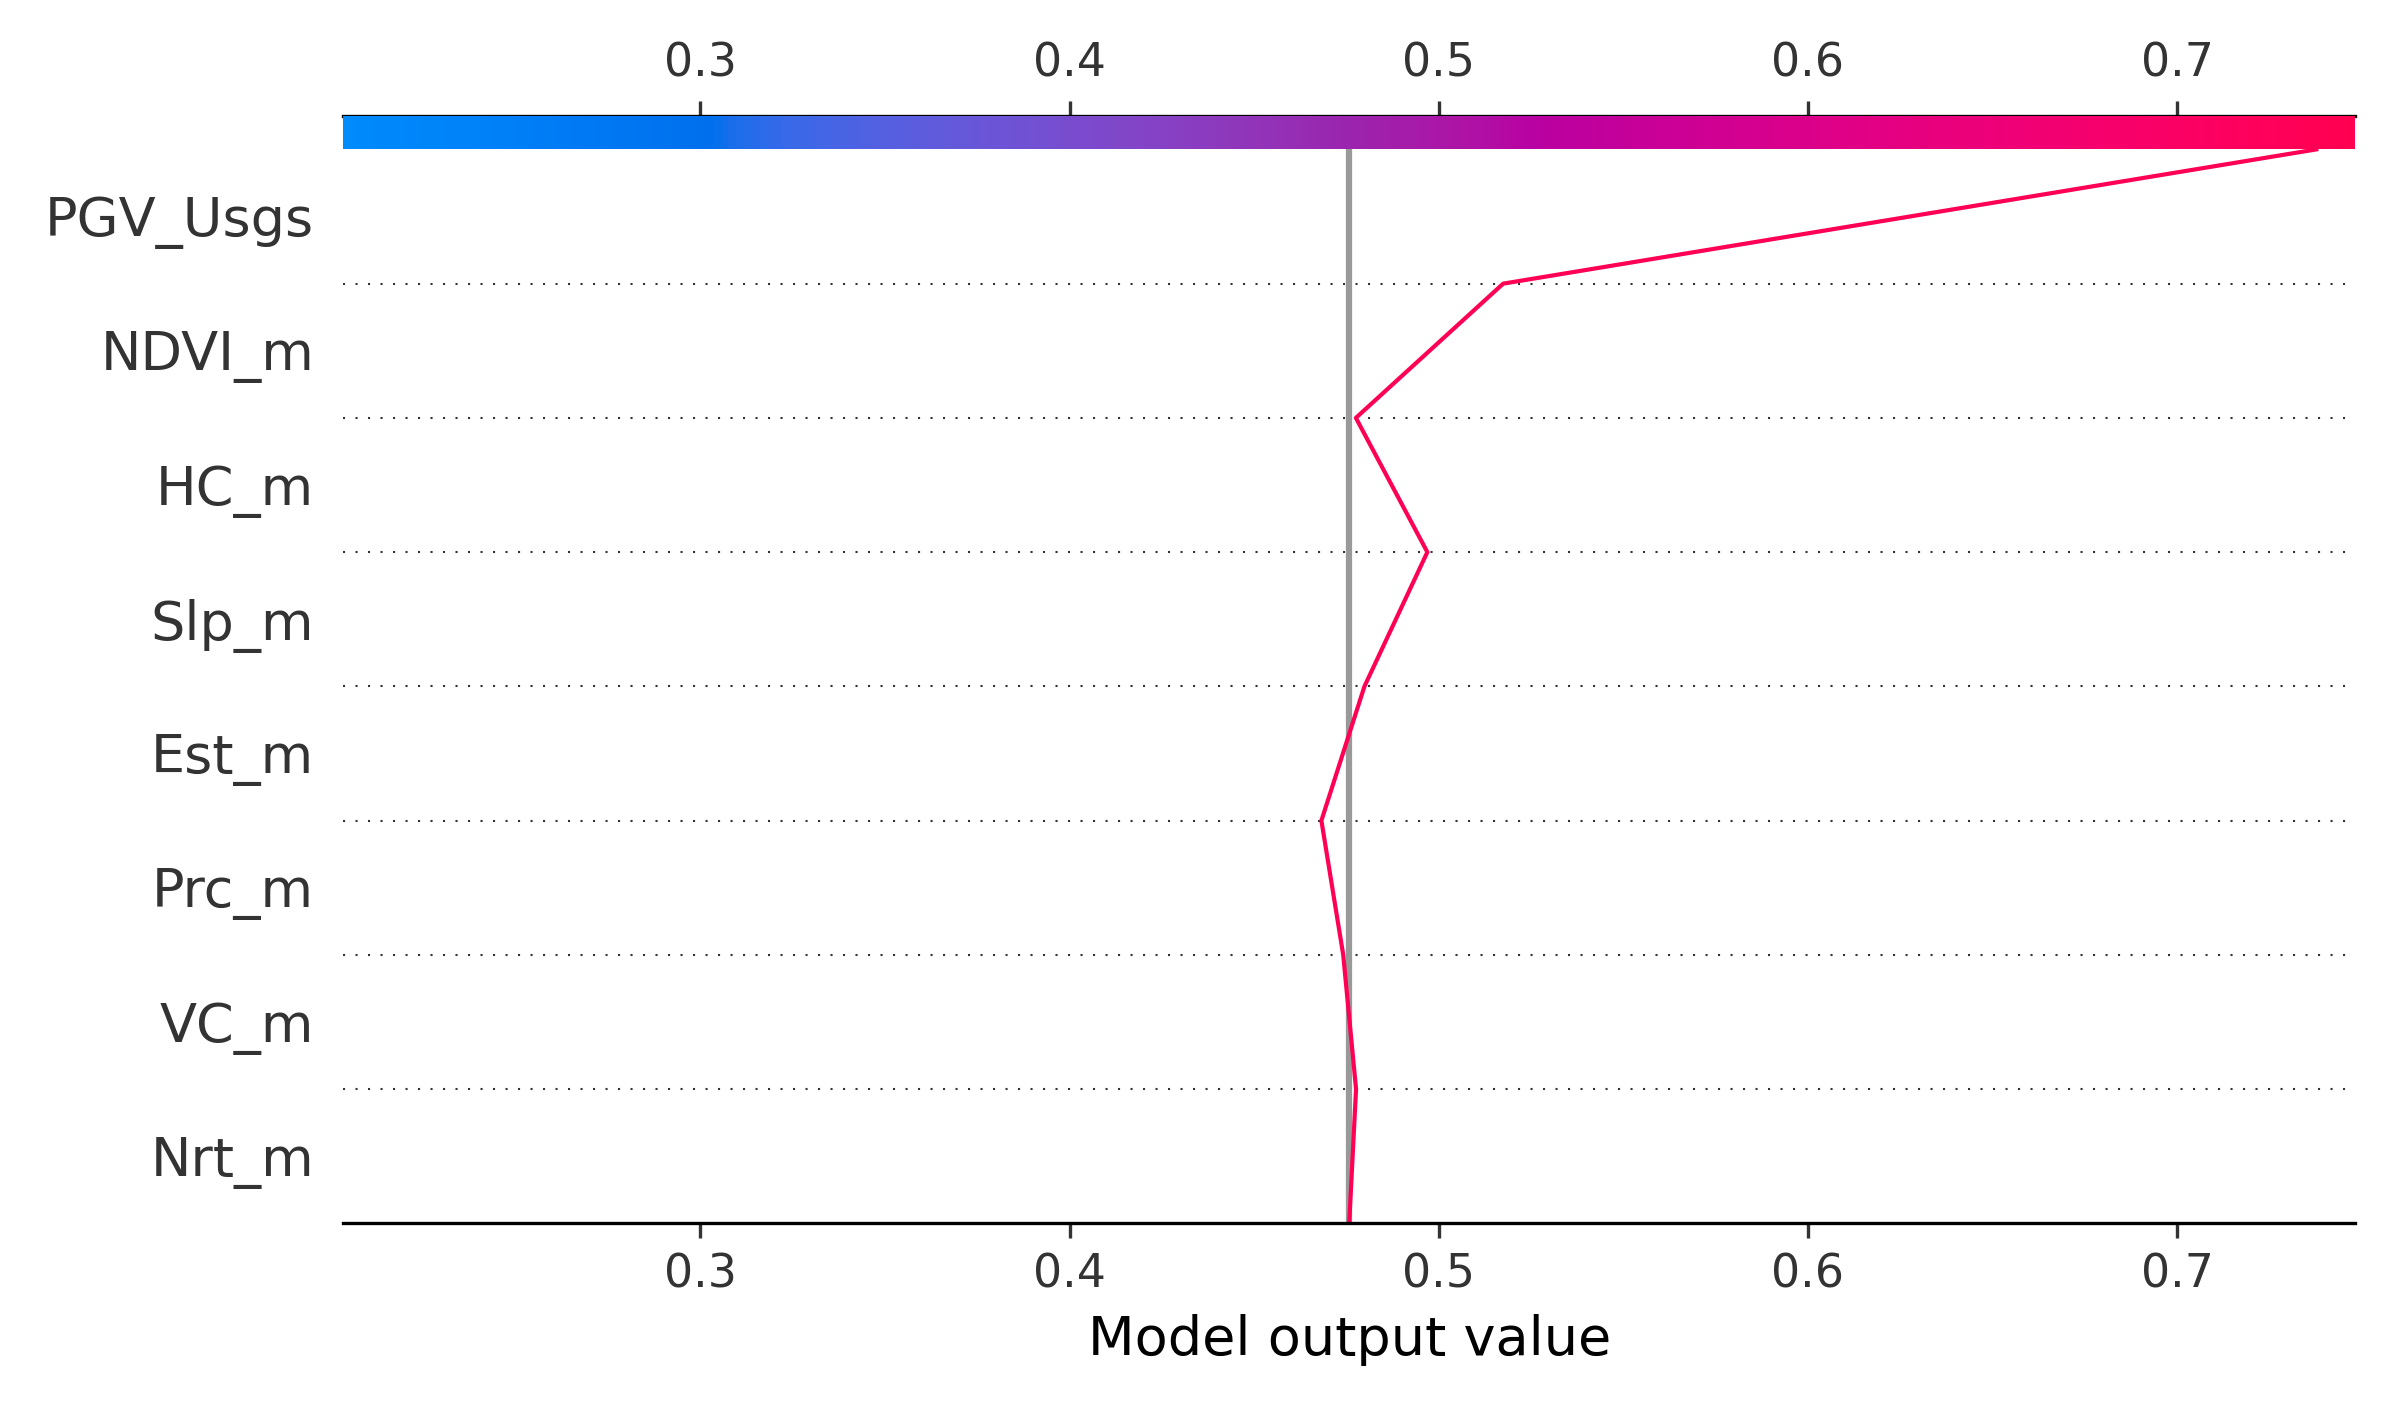 0.3 0.4 0.5 0.6 0.7
PGV_Usgs
NDVI_m
HC_m
Slp_m
Est_m
Prc_m
VC_m
Nrt_m
0.3 0.4 0.5 0.6 0.7
Model output value